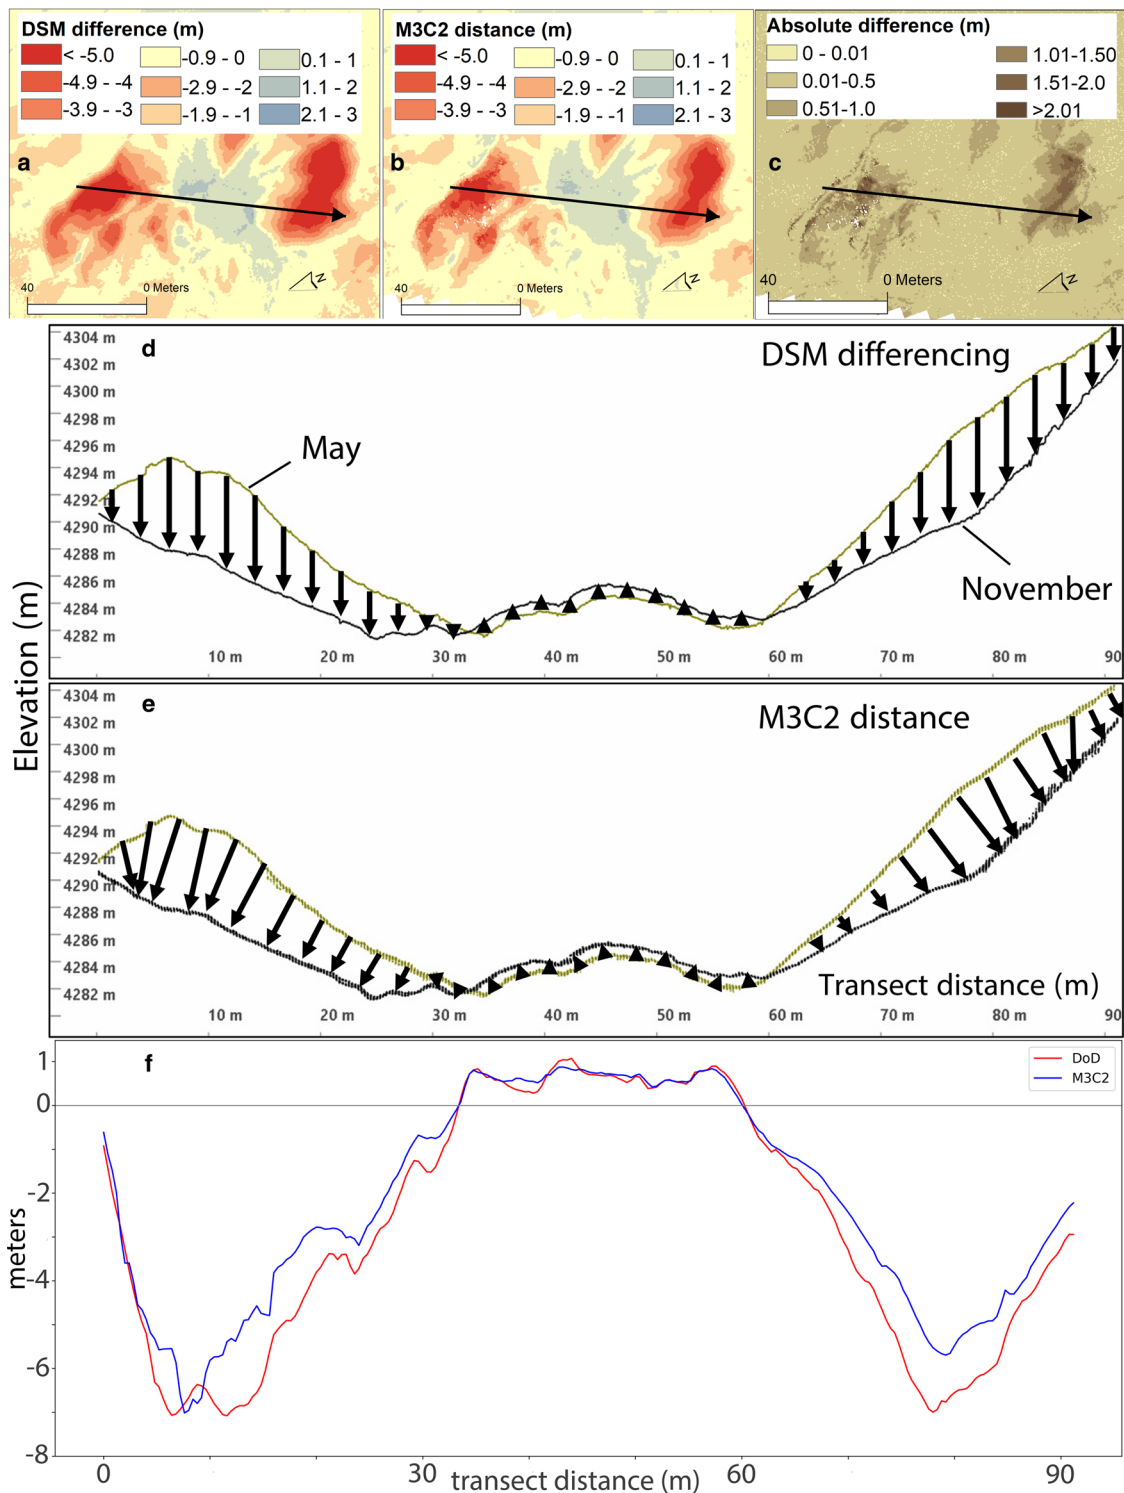 DSM difference (m)
< -5.0
-4.9 - -4
-3.9 - -3
-0.9 - 0
-2.9 - -2
-1.9 - -1
0.1 - 1
1.1 - 2
2.1 - 3
a
40
0 Meters
N
M3C2 distance (m)
< -5.0
-4.9 - -4
-3.9 - -3
-0.9 - 0
-2.9 - -2
-1.9 - -1
0.1 - 1
1.1 - 2
2.1 - 3
b
40
0 Meters
N
Absolute difference (m)
0 - 0.01
0.01-0.5
0.51-1.0
1.01-1.50
1.51-2.0
>2.01
c
40
0 Meters
N
Elevation (m)
d
DSM differencing
May
November
4304 m
4302 m
4300 m
4298 m
4296 m
4294 m
4292 m
4290 m
4288 m
4286 m
4284 m
4282 m
10 m
20 m
30 m
40 m
50 m
60 m
70 m
80 m
90
e
M3C2 distance
4304 m
4302 m
4300 m
4298 m
4296 m
4294 m
4292 m
4290 m
4288 m
4286 m
4284 m
4282 m
Transect distance (m)
10 m
20 m
30 m
40 m
50 m
60 m
70 m
80 m
90
f
DoD
M3C2
meters
1
0
-2
-4
-6
-8
0
30
60
90
transect distance (m)